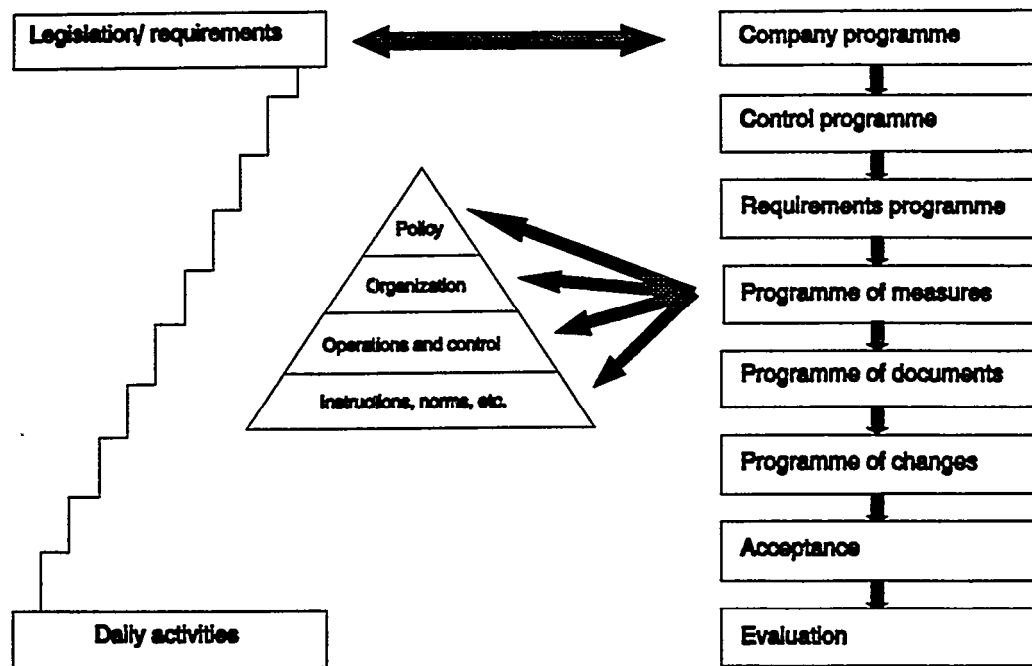 Legislation/ requirements
Company programme
Control programme
Requirements programme
Policy
Organization
Programme of measures
Operations and control
Programme of documents
Instructions, norms, etc.
Programme of changes
Acceptance
Daily activities
Evaluation